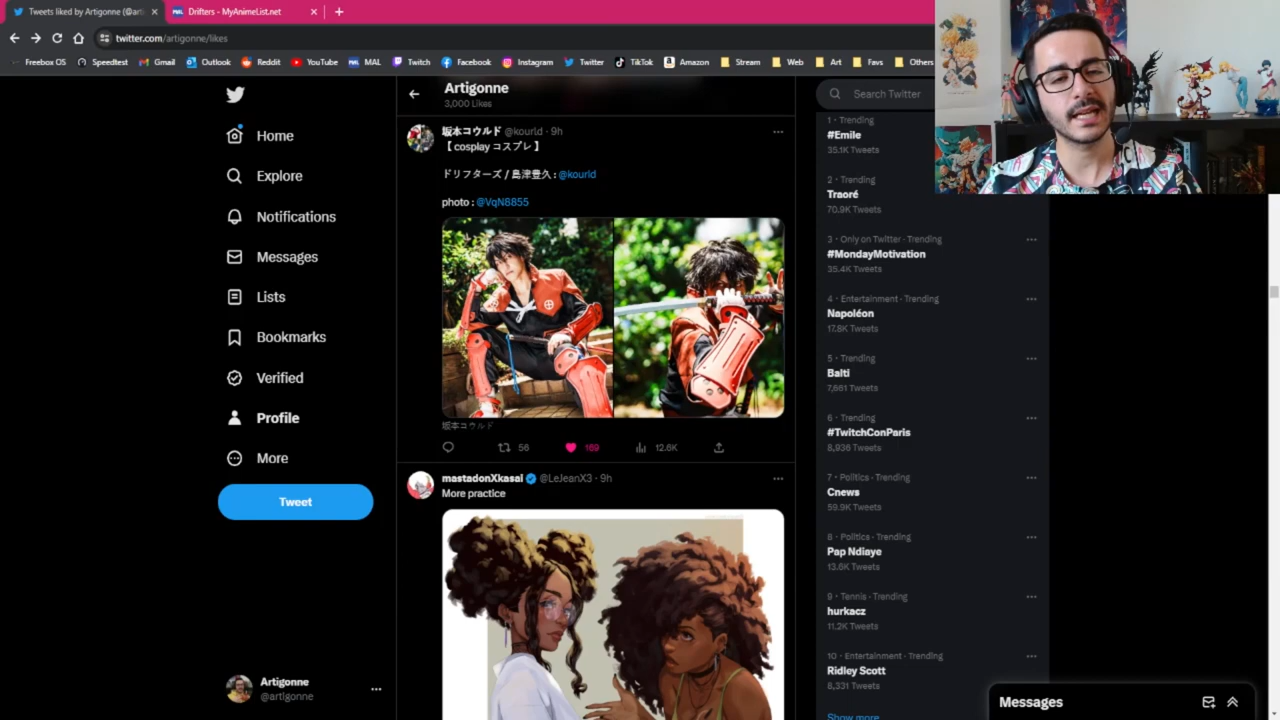 Tweets liked by Artigonne (@arti
Drifters - MyAnimeList.net
twitter.com/artigonne/likes
Freebox OS
Speedtest
Gmail
Outlook
Reddit
YouTube
MAL
Twitch
Facebook
Instagram
Twitter
TikTok
Amazon
Stream
Web
Art
Favs
Others
Home
Explore
Notifications
Messages
Lists
Bookmarks
Verified
Profile
More
Tweet
Artigonne
@artigonne
Artigonne
3,000 Likes
坂本コウルド @kourld · 9h
【 cosplay コスプレ 】
ドリフターズ / 島津豊久 : @kourld
photo : @VqN8855
坂本コウルド
56
169
12.6K
mastadonXkasai @LeJeanX3 · 9h
More practice
Search Twitter
1 · Trending
#Emile
35.1K Tweets
2 · Trending
Traoré
70.9K Tweets
3 · Only on Twitter · Trending
#MondayMotivation
35.4K Tweets
4 · Entertainment · Trending
Napoléon
17.8K Tweets
5 · Trending
Balti
7,661 Tweets
6 · Trending
#TwitchConParis
8,936 Tweets
7 · Politics · Trending
Cnews
59.9K Tweets
8 · Politics · Trending
Pap Ndiaye
13.6K Tweets
9 · Tennis · Trending
hurkacz
11.2K Tweets
10 · Entertainment · Trending
Ridley Scott
8,331 Tweets
Show more
Messages